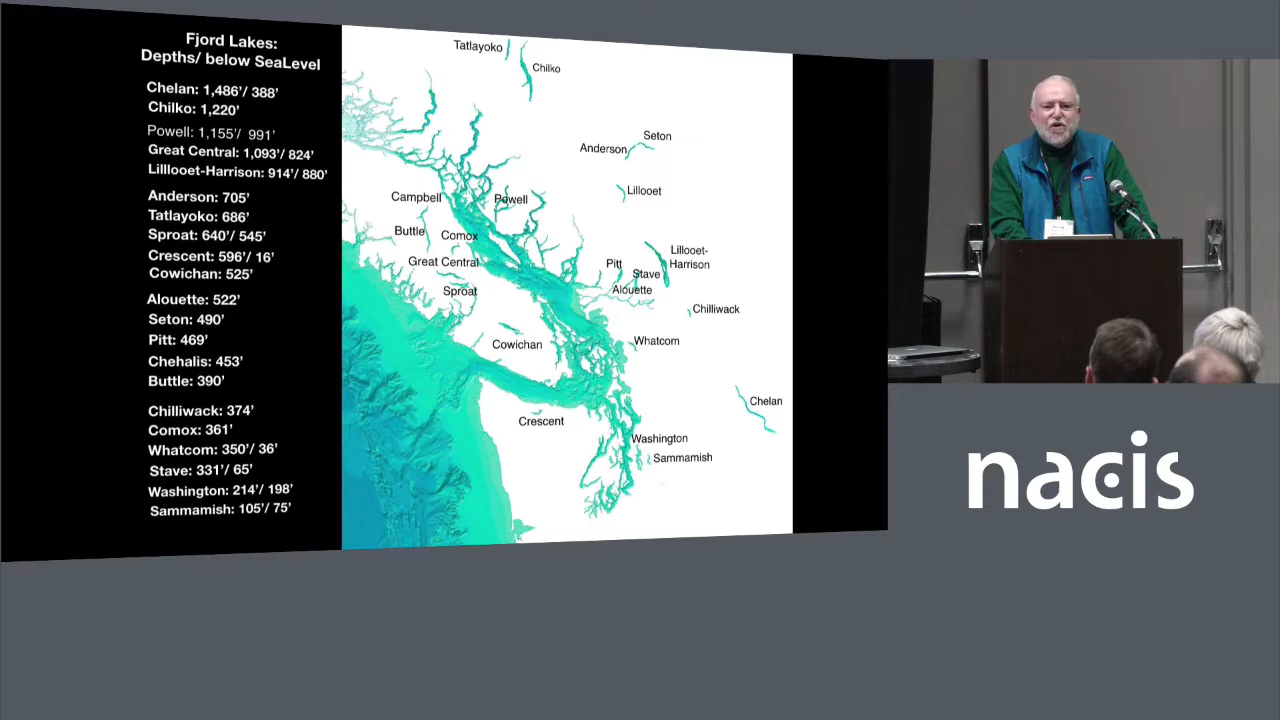 Fjord Lakes:
Depths/ below SeaLevel
Chelan: 1,486'/ 388'
Chilko: 1,220'
Powell: 1,155'/ 991'
Great Central: 1,093'/ 824'
Lilllooet-Harrison: 914'/ 880'
Anderson: 705'
Tatlayoko: 686'
Sproat: 640'/ 545'
Crescent: 596'/ 16'
Cowichan: 525'
Alouette: 522'
Seton: 490'
Pitt: 469'
Chehalis: 453'
Buttle: 390'
Chilliwack: 374'
Comox: 361'
Whatcom: 350'/ 36'
Stave: 331'/ 65'
Washington: 214'/ 198'
Sammamish: 105'/ 75'
Tatlayoko
Chilko
Seton
Anderson
Lillooet
Campbell
Powell
Buttle
Comox
Great Central
Sproat
Lillooet-
Harrison
Pitt
Stave
Alouette
Chilliwack
Cowichan
Whatcom
Chelan
Crescent
Washington
Sammamish
nacis